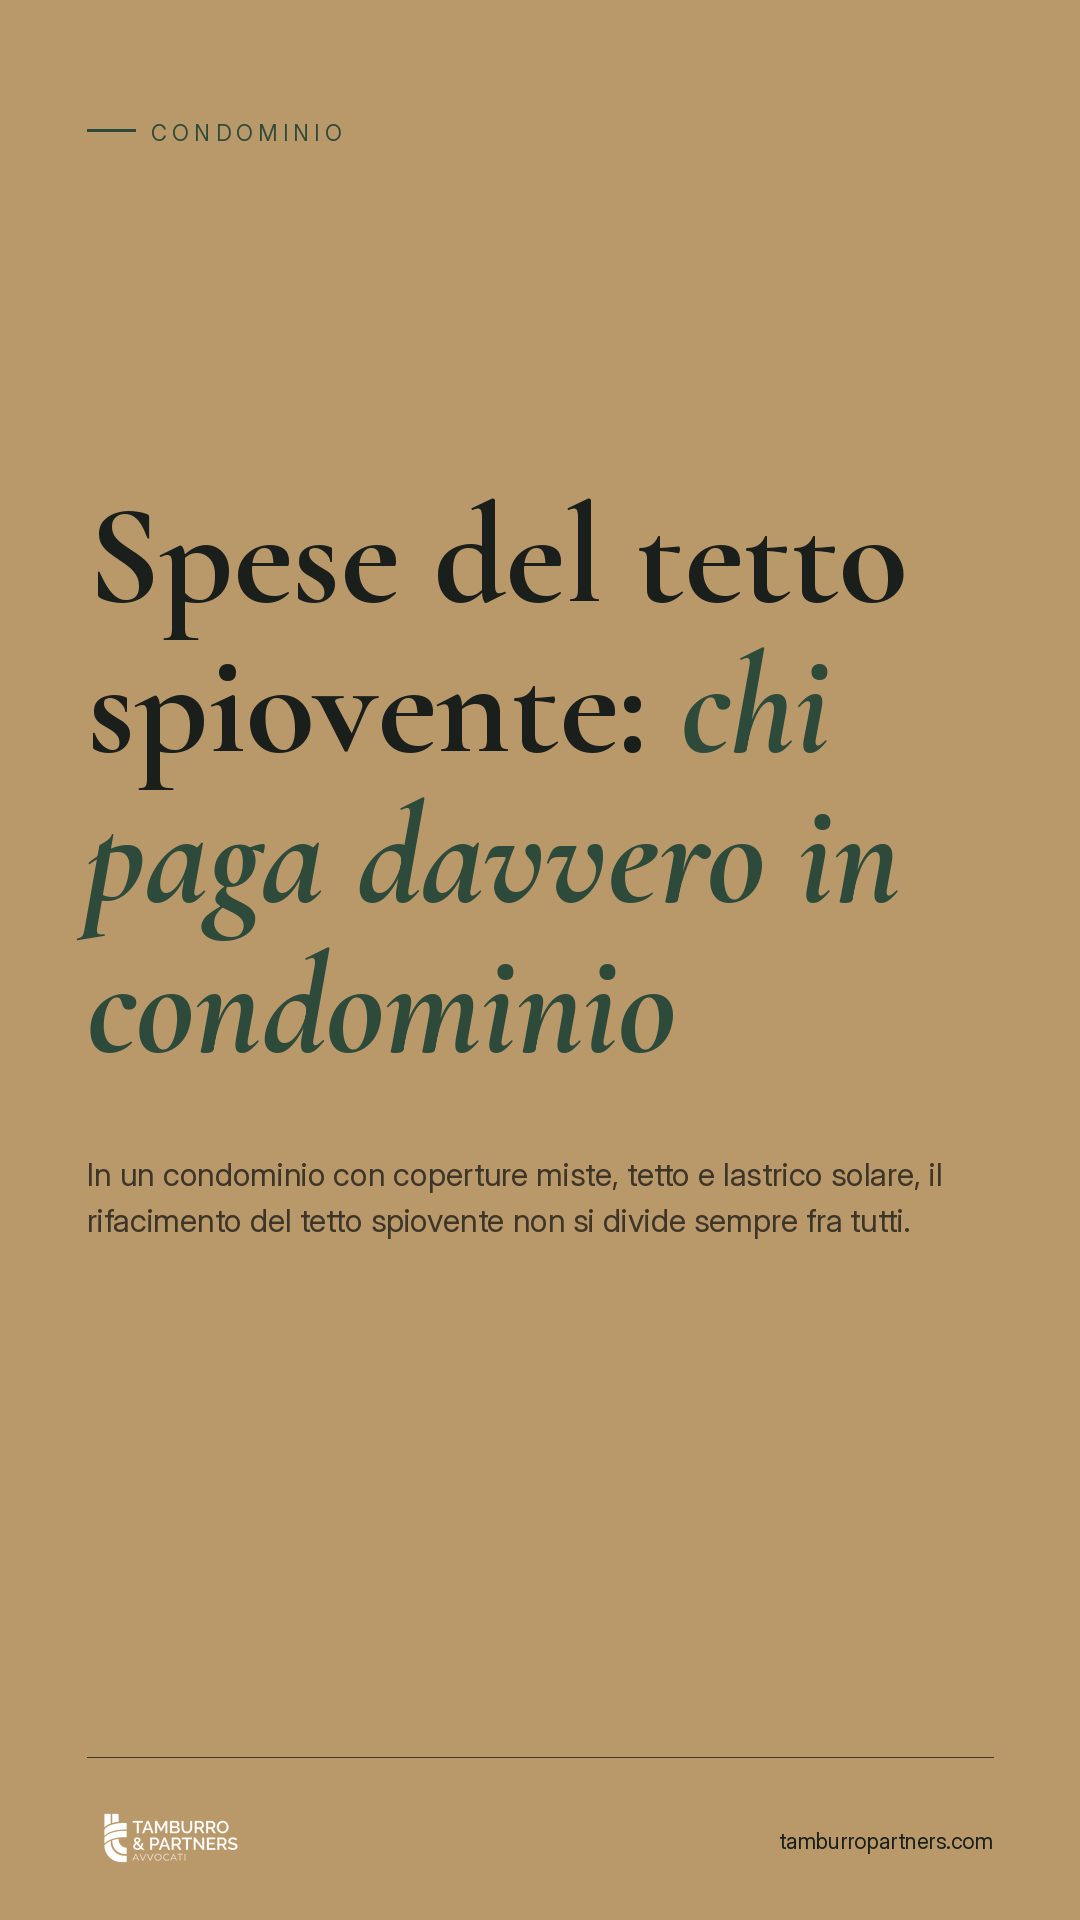 CONDOMINIO
Spese del tetto
spiovente: chi
paga davvero in
condominio
In un condominio con coperture miste, tetto e lastrico solare, il
rifacimento del tetto spiovente non si divide sempre fra tutti.
TAMBURRO
& PARTNERS
AVVOCATI
tamburropartners.com